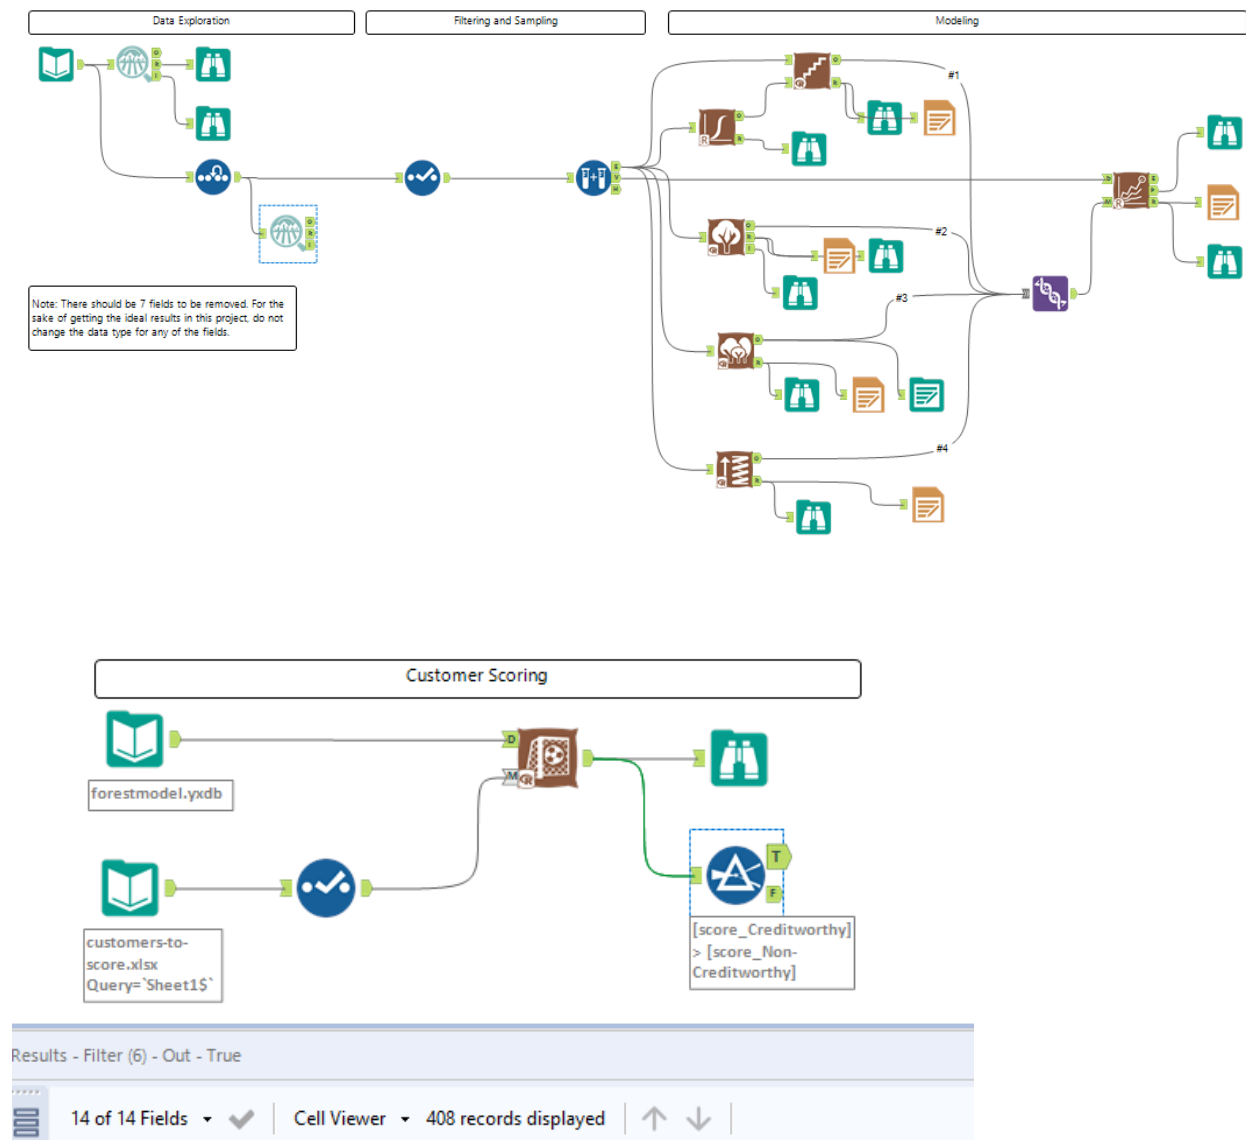 Data Exploration
Filtering and Sampling
Modeling
#1
#2
#3
#4
Note: There should be 7 fields to be removed. For the
sake of getting the ideal results in this project, do not
change the data type for any of the fields.
Customer Scoring
D
M
forestmodel.yxdb
T
F
customers-to-
score.xlsx
Query=`Sheet1$`
[score_Creditworthy]
> [score_Non-
Creditworthy]
Results - Filter (6) - Out - True
14 of 14 Fields
Cell Viewer
408 records displayed